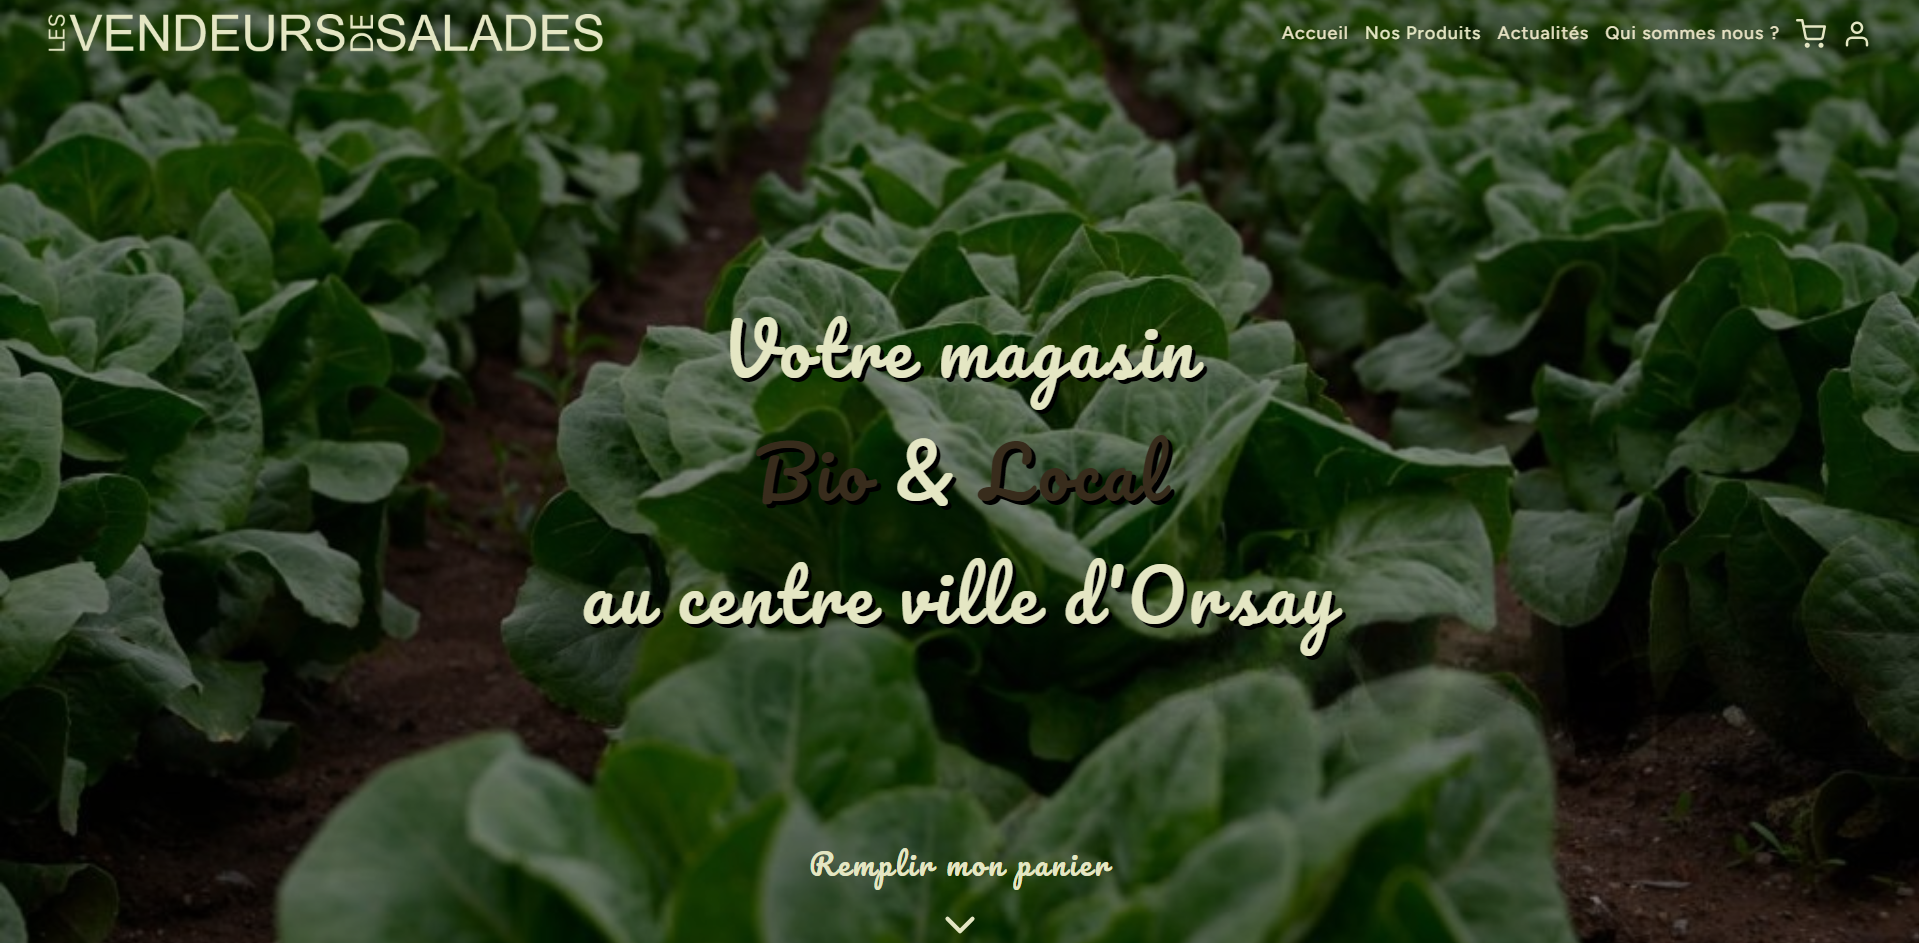 LES VENDEURS DE SALADES
Accueil Nos Produits Actualités Qui sommes nous ?
Votre magasin
Bio & Local
au centre ville d'Orsay
Remplir mon panier